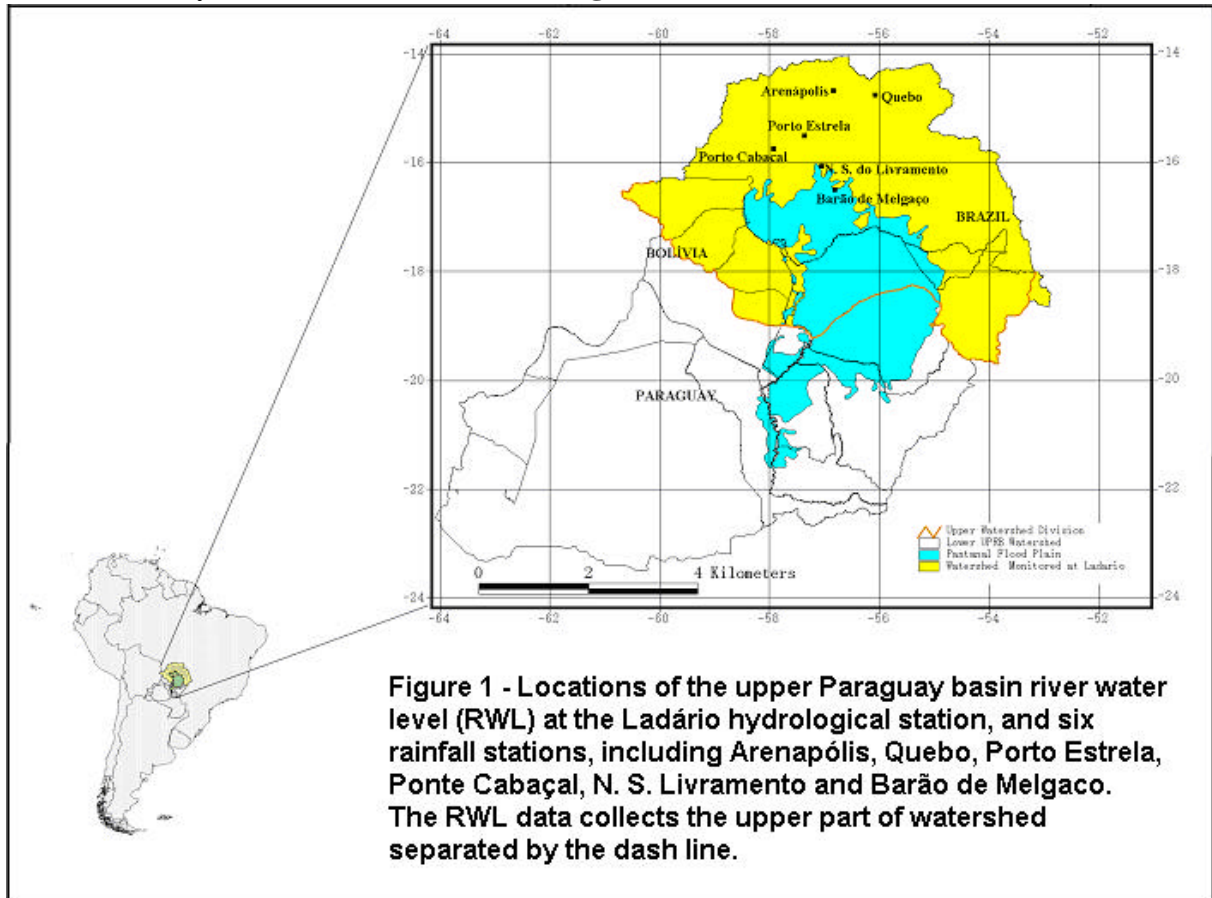 -64 -62 -60 -58 -56 -54 -52
-14 -14
Arenápolis Quebo
Porto Estrela
-16 Porto Cabaçal -16
N. S. do Livramento
Barão de Melgaço
BRAZIL
BOLÍVIA
-18 -18
-20 -20
PARAGUAY
-22 -22
Upper Watershed Division
Lower UPRB Watershed
Pantanal Flood Plain
Watershed Monitored at Ladario
0 2 4 Kilometers
-24 -24
-64 -62 -60 -58 -56 -54 -52
Figure 1 - Locations of the upper Paraguay basin river water
level (RWL) at the Ladário hydrological station, and six
rainfall stations, including Arenapólis, Quebo, Porto Estrela,
Ponte Cabaçal, N. S. Livramento and Barão de Melgaco.
The RWL data collects the upper part of watershed
separated by the dash line.